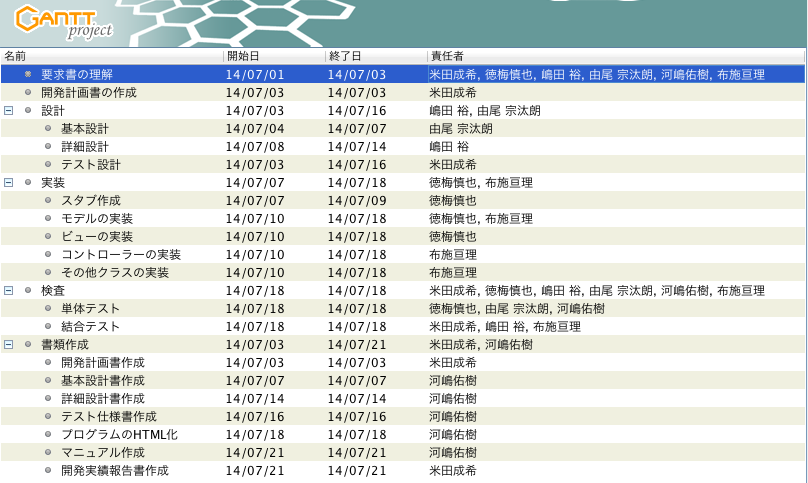 GANTT
project
名前 開始日 終了日 責任者
要求書の理解 14/07/01 14/07/03 米田成希, 徳梅慎也, 嶋田 裕, 由尾 宗汰朗, 河嶋佑樹, 布施亘理
開発計画書の作成 14/07/03 14/07/03 米田成希
設計 14/07/03 14/07/16 嶋田 裕, 由尾 宗汰朗
基本設計 14/07/04 14/07/07 由尾 宗汰朗
詳細設計 14/07/08 14/07/14 嶋田 裕
テスト設計 14/07/03 14/07/16 米田成希
実装 14/07/07 14/07/18 徳梅慎也, 布施亘理
スタブ作成 14/07/07 14/07/09 徳梅慎也
モデルの実装 14/07/10 14/07/18 徳梅慎也, 布施亘理
ビューの実装 14/07/10 14/07/18 徳梅慎也
コントローラーの実装 14/07/10 14/07/18 布施亘理
その他クラスの実装 14/07/10 14/07/18 布施亘理
検査 14/07/18 14/07/18 米田成希, 徳梅慎也, 嶋田 裕, 由尾 宗汰朗, 河嶋佑樹, 布施亘理
単体テスト 14/07/18 14/07/18 徳梅慎也, 由尾 宗汰朗, 河嶋佑樹
結合テスト 14/07/18 14/07/18 米田成希, 嶋田 裕, 布施亘理
書類作成 14/07/03 14/07/21 米田成希, 河嶋佑樹
開発計画書作成 14/07/03 14/07/03 米田成希
基本設計書作成 14/07/07 14/07/07 河嶋佑樹
詳細設計書作成 14/07/14 14/07/14 河嶋佑樹
テスト仕様書作成 14/07/16 14/07/16 河嶋佑樹
プログラムのHTML化 14/07/18 14/07/18 河嶋佑樹
マニュアル作成 14/07/21 14/07/21 河嶋佑樹
開発実績報告書作成 14/07/21 14/07/21 米田成希